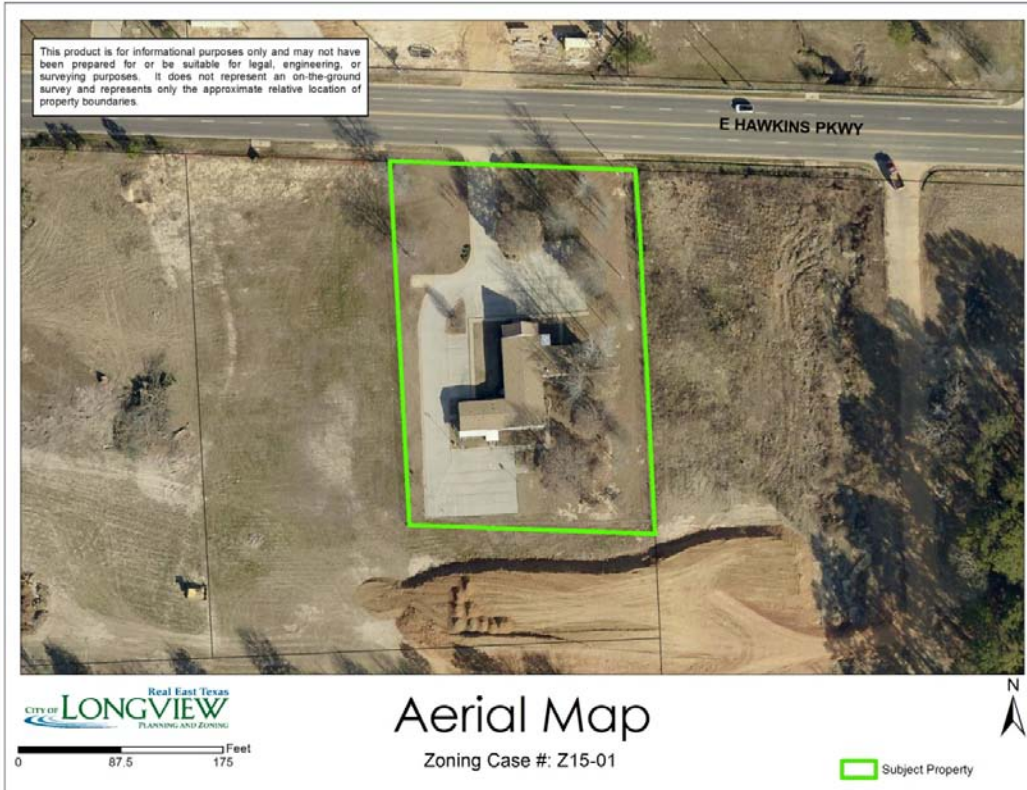 This product is for informational purposes only and may not have
been prepared for or be suitable for legal, engineering, or
surveying purposes. It does not represent an on-the-ground
survey and represents only the approximate relative location of
property boundaries.
E HAWKINS PKWY
Real East Texas
CITY OF LONGVIEW
PLANNING AND ZONING
Feet
0 87.5 175
Aerial Map
Zoning Case #: Z15-01
N
Subject Property